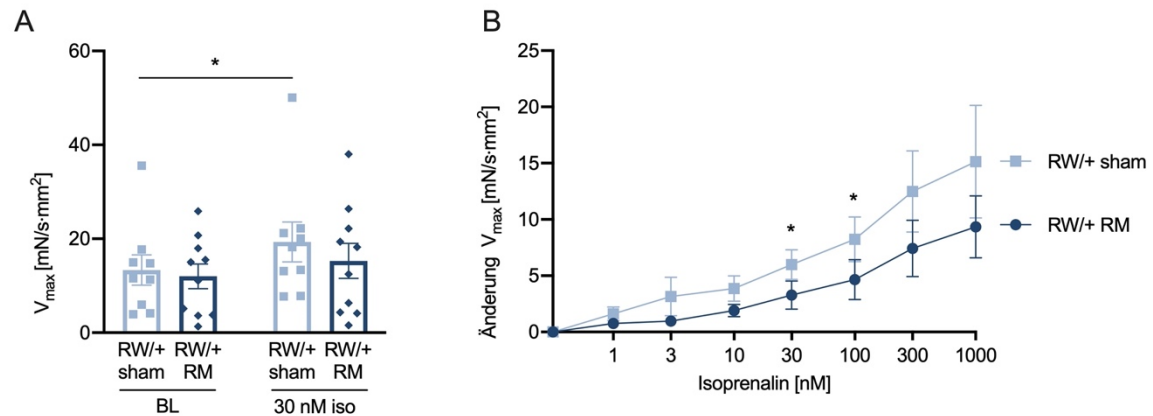 A
V_max [mN/s·mm²]
60
40
20
0
*
RW/+ RW/+ RW/+ RW/+
sham RM sham RM
BL 30 nM iso
B
Änderung V_max [mN/s·mm²]
25
20
15
10
5
0
* *
1 3 10 30 100 300 1000
Isoprenalin [nM]
RW/+ sham
RW/+ RM